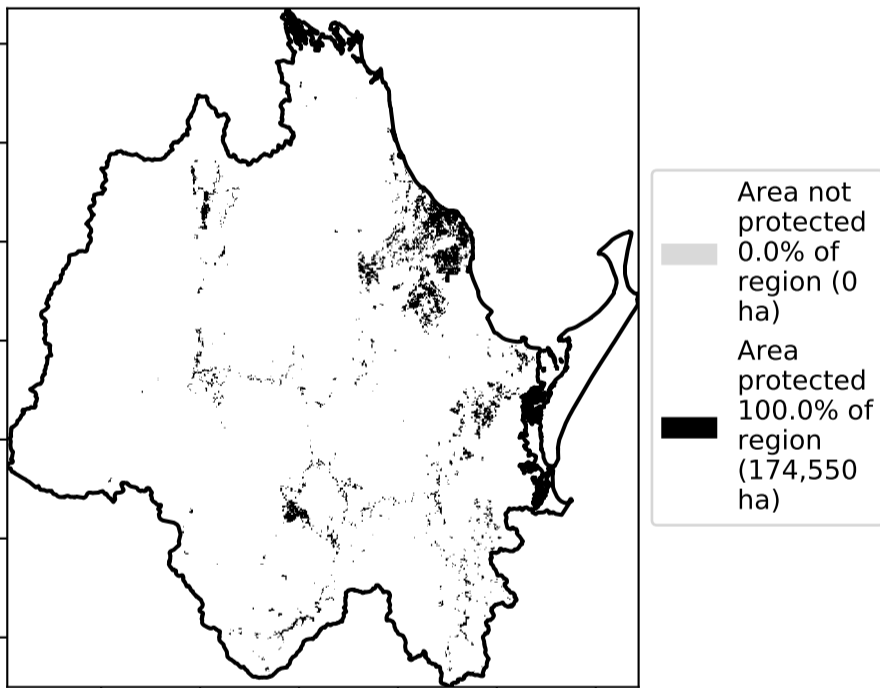 Area not
protected
0.0% of
region (0
ha)
Area
protected
100.0% of
region
(174,550
ha)